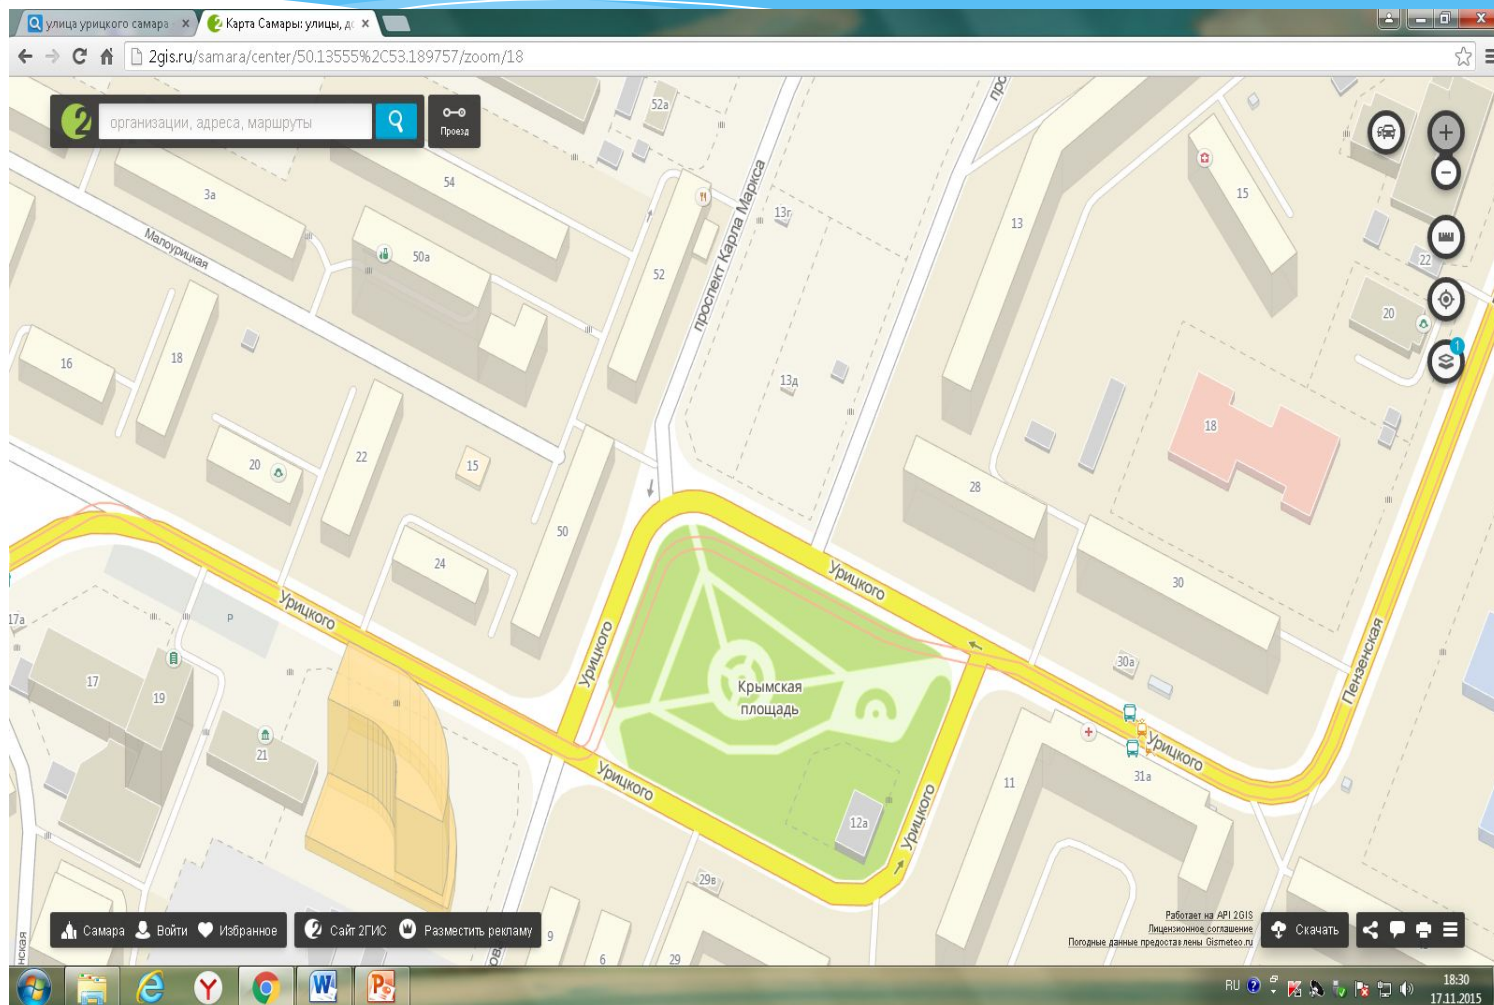 улица урицкого самара
Карта Самары: улицы, до
2gis.ru/samara/center/50.13555%2C53.189757/zoom/18
организации, адреса, маршруты
Проезд
52а
54
3а
Малоурицкая
50а
52
проспект Карла Маркса
13г
13
15
22
20
16
18
13д
18
20
22
15
50
28
24
30
Урицкого
Урицкого
Урицкого
Пензенская
17а
P
17
19
21
Крымская
площадь
30а
Урицкого
31а
11
Урицкого
12а
Урицкого
29в
9
6
29
нская
Работает на API 2GIS
Лицензионное соглашение
Погодные данные предоставлены Gismeteo.ru
Самара
Войти
Избранное
Сайт 2ГИС
Разместить рекламу
Скачать
RU
18:30
17.11.2015